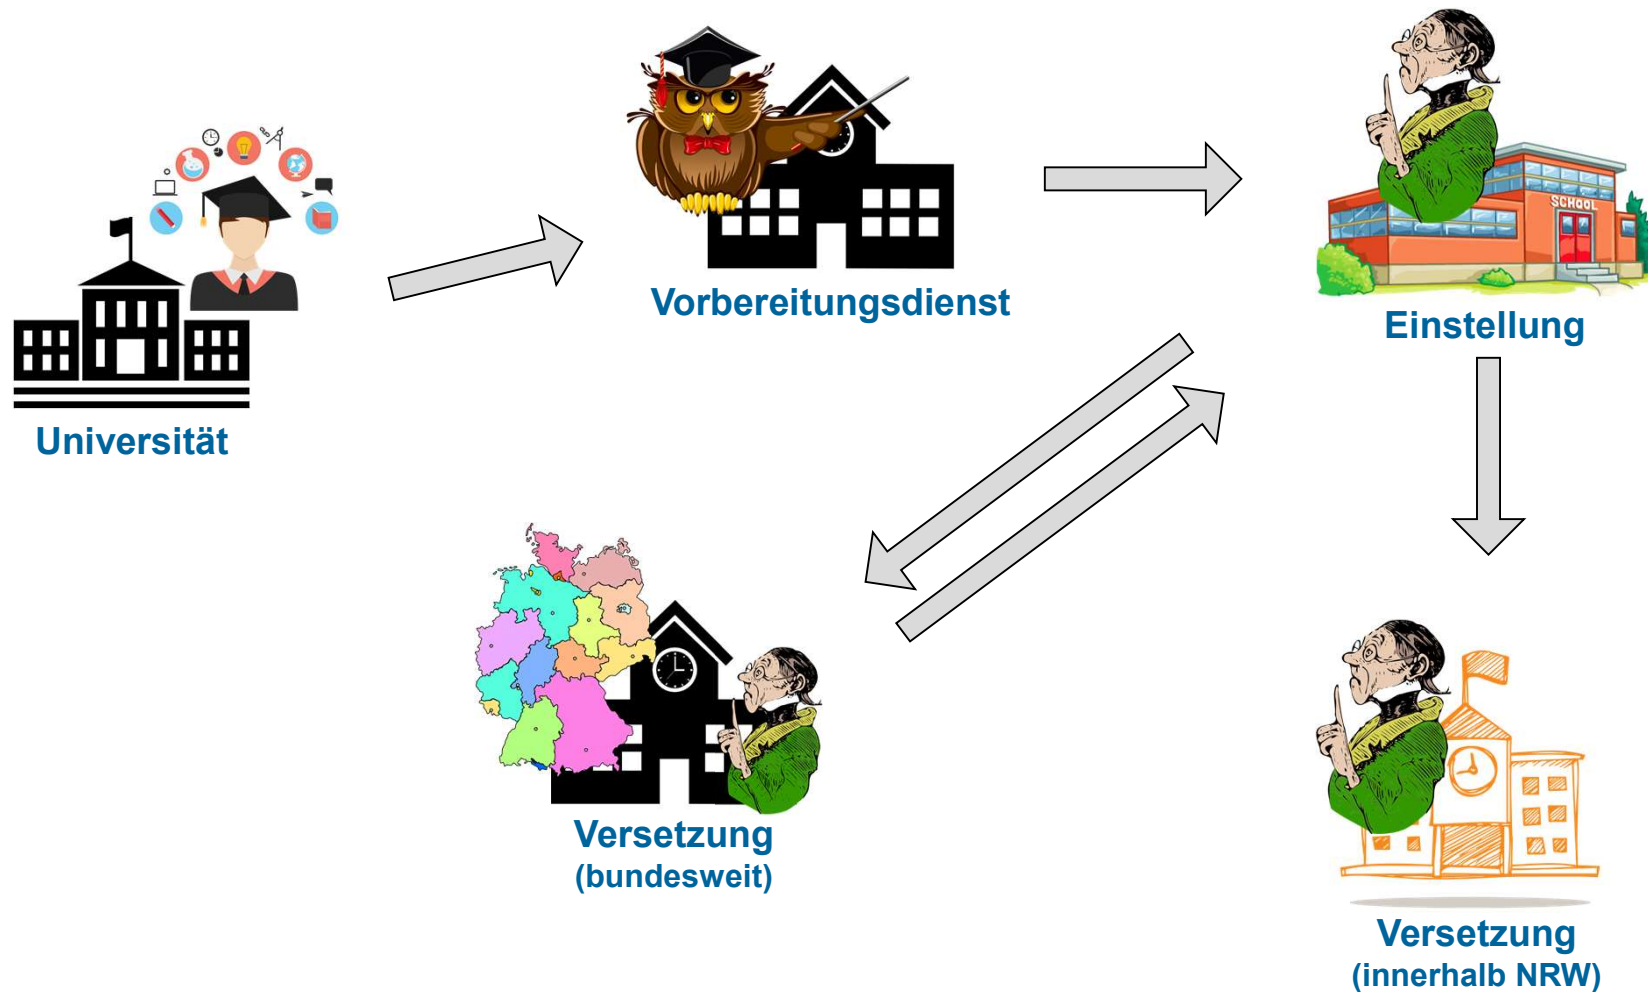 Universität
Vorbereitungsdienst
SCHOOL
Einstellung
Versetzung
(bundesweit)
Versetzung
(innerhalb NRW)